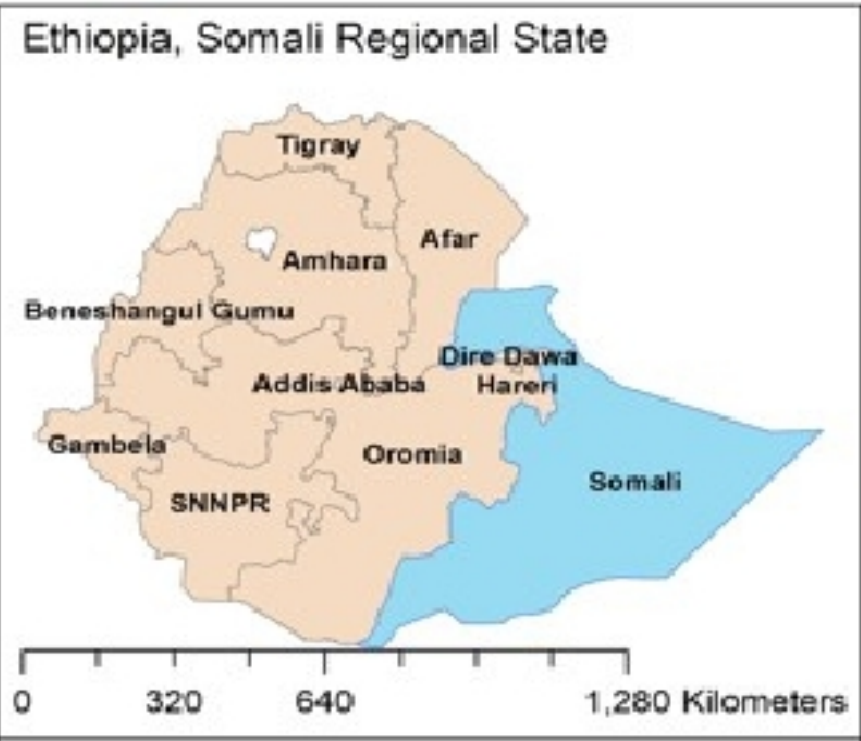 Ethiopia, Somali Regional State
Tigray
Afar
Amhara
Beneshangul Gumu
Dire Dawa
Addis Ababa
Hareri
Gambela
Oromia
Somali
SNNPR
0 320 640 1,280 Kilometers